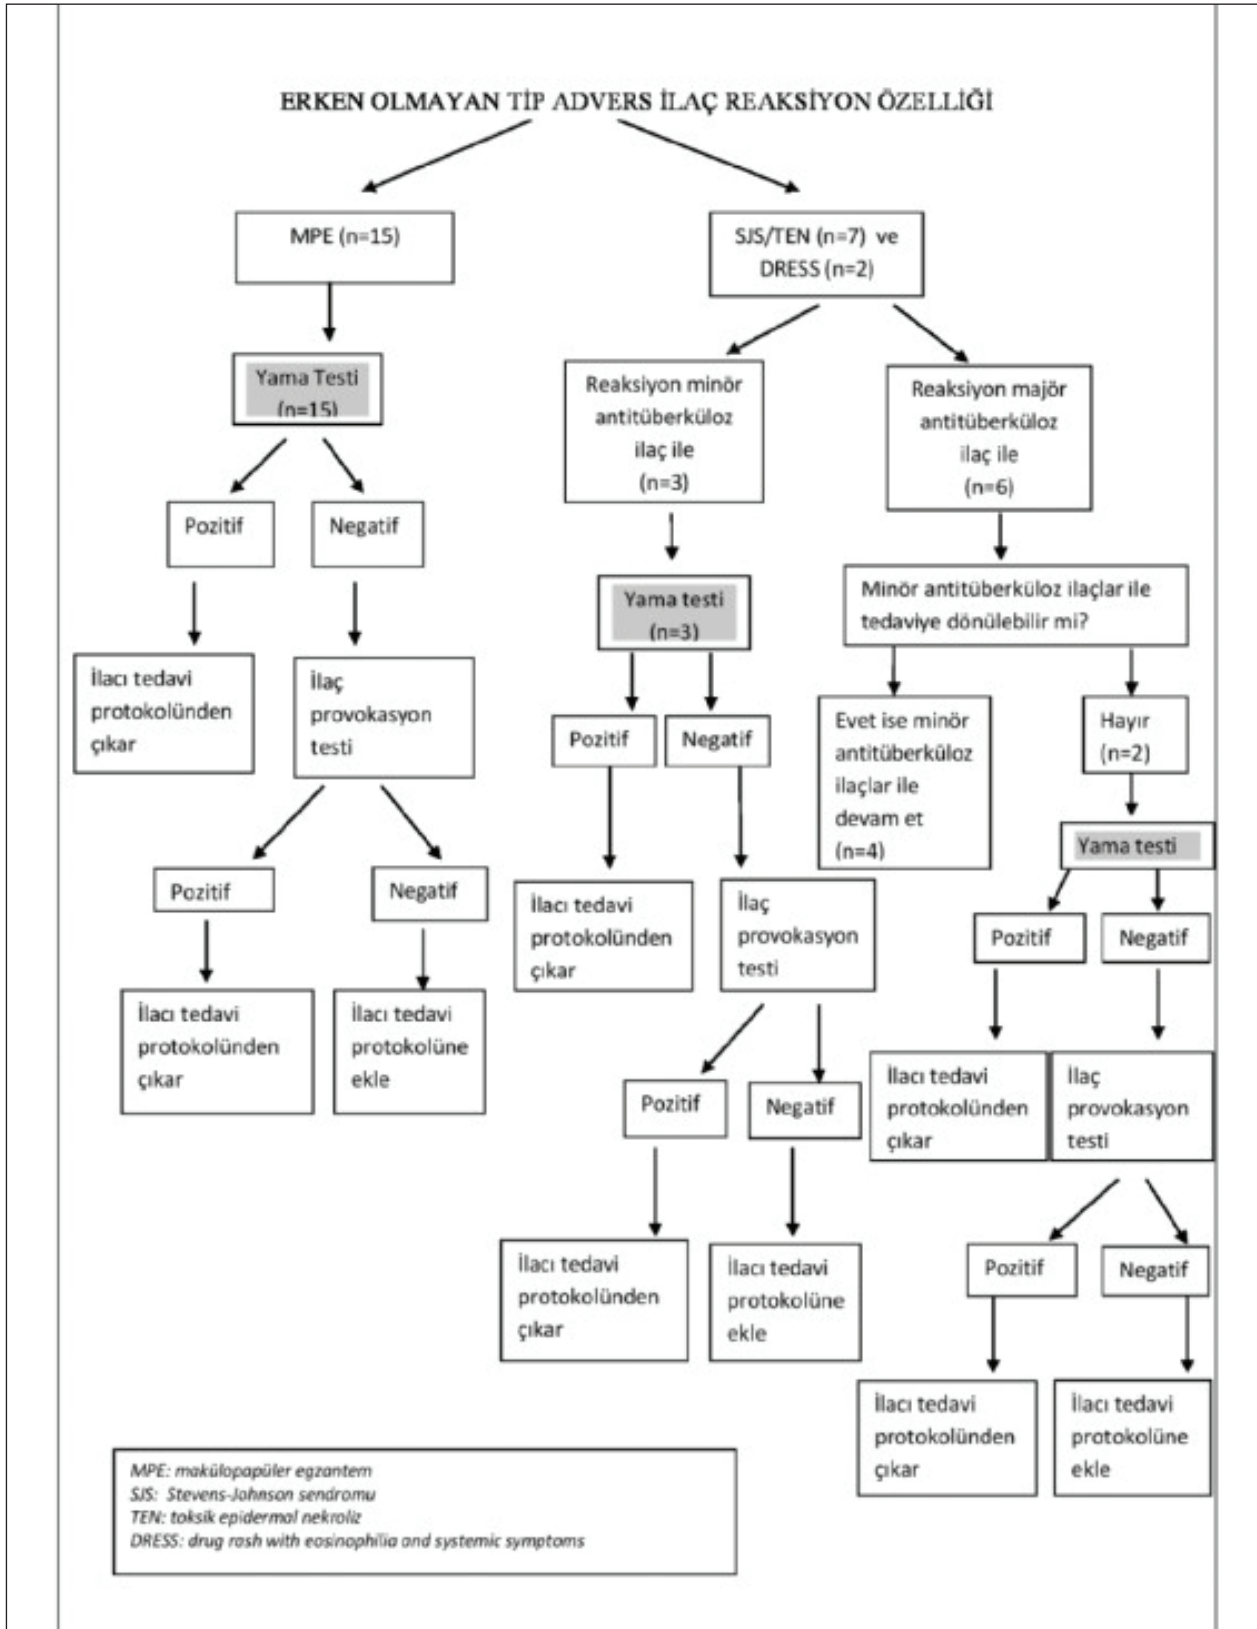 ERKEN OLMAYAN TİP ADVERS İLAÇ REAKSİYON ÖZELLİĞİ
MPE (n=15)
SJS/TEN (n=7) ve
DRESS (n=2)
Yama Testi
(n=15)
Reaksiyon minör
antitüberküloz
ilaç ile
(n=3)
Reaksiyon majör
antitüberküloz
ilaç ile
(n=6)
Pozitif
Negatif
Yama testi
(n=3)
Minör antitüberküloz ilaçlar ile
tedaviye dönülebilir mi?
İlacı tedavi
protokolünden
çıkar
İlaç
provokasyon
testi
Pozitif
Negatif
Evet ise minör
antitüberküloz
ilaçlar ile
devam et
(n=4)
Hayır
(n=2)
Yama testi
Pozitif
Negatif
İlacı tedavi
protokolünden
çıkar
İlaç
provokasyon
testi
Pozitif
Negatif
İlacı tedavi
protokolünden
çıkar
İlacı tedavi
protokolüne
ekle
Pozitif
Negatif
İlacı tedavi
protokolünden
çıkar
İlaç
provokasyon
testi
İlacı tedavi
protokolünden
çıkar
İlacı tedavi
protokolüne
ekle
Pozitif
Negatif
İlacı tedavi
protokolünden
çıkar
İlacı tedavi
protokolüne
ekle
MPE: makülopapüler egzantem
SJS: Stevens-Johnson sendromu
TEN: toksik epidermal nekroliz
DRESS: drug rash with eosinophilia and systemic symptoms